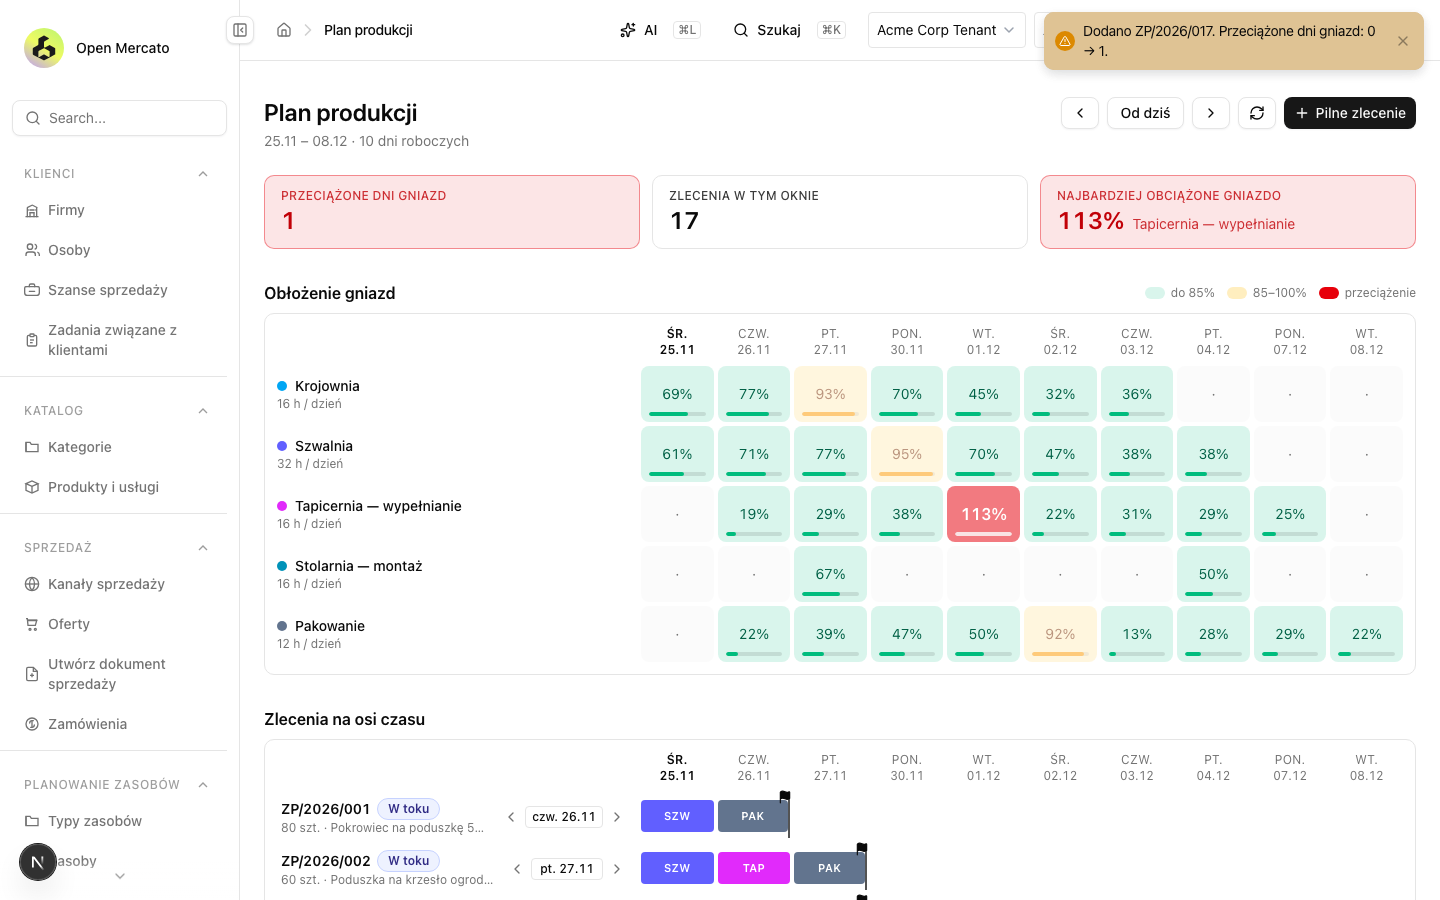 Open Mercato
Search...
KLIENCI
Firmy
Osoby
Szanse sprzedaży
Zadania związane z
klientami
KATALOG
Kategorie
Produkty i usługi
SPRZEDAŻ
Kanały sprzedaży
Oferty
Utwórz dokument
sprzedaży
Zamówienia
PLANOWANIE ZASOBÓW
Typy zasobów
asoby
N
Plan produkcji
AI ⌘L
Szukaj ⌘K
Acme Corp Tenant
Dodano ZP/2026/017. Przeciążone dni gniazd: 0
→ 1.
Plan produkcji
25.11 – 08.12 · 10 dni roboczych
Od dziś
Pilne zlecenie
PRZECIĄŻONE DNI GNIAZD
1
ZLECENIA W TYM OKNIE
17
NAJBARDZIEJ OBCIĄŻONE GNIAZDO
113% Tapicernia — wypełnianie
Obłożenie gniazd
do 85% 85–100% przeciążenie
ŚR. CZW. PT. PON. WT. ŚR. CZW. PT. PON. WT.
25.11 26.11 27.11 30.11 01.12 02.12 03.12 04.12 07.12 08.12
Krojownia
16 h / dzień
69% 77% 93% 70% 45% 32% 36% · · ·
Szwalnia
32 h / dzień
61% 71% 77% 95% 70% 47% 38% 38% · ·
Tapicernia — wypełnianie
16 h / dzień
· 19% 29% 38% 113% 22% 31% 29% 25% ·
Stolarnia — montaż
16 h / dzień
· · 67% · · · · 50% · ·
Pakowanie
12 h / dzień
· 22% 39% 47% 50% 92% 13% 28% 29% 22%
Zlecenia na osi czasu
ŚR. CZW. PT. PON. WT. ŚR. CZW. PT. PON. WT.
25.11 26.11 27.11 30.11 01.12 02.12 03.12 04.12 07.12 08.12
ZP/2026/001 W toku
80 szt. · Pokrowiec na poduszkę 5...
czw. 26.11
SZW PAK
ZP/2026/002 W toku
60 szt. · Poduszka na krzesło ogrod...
pt. 27.11
SZW TAP PAK